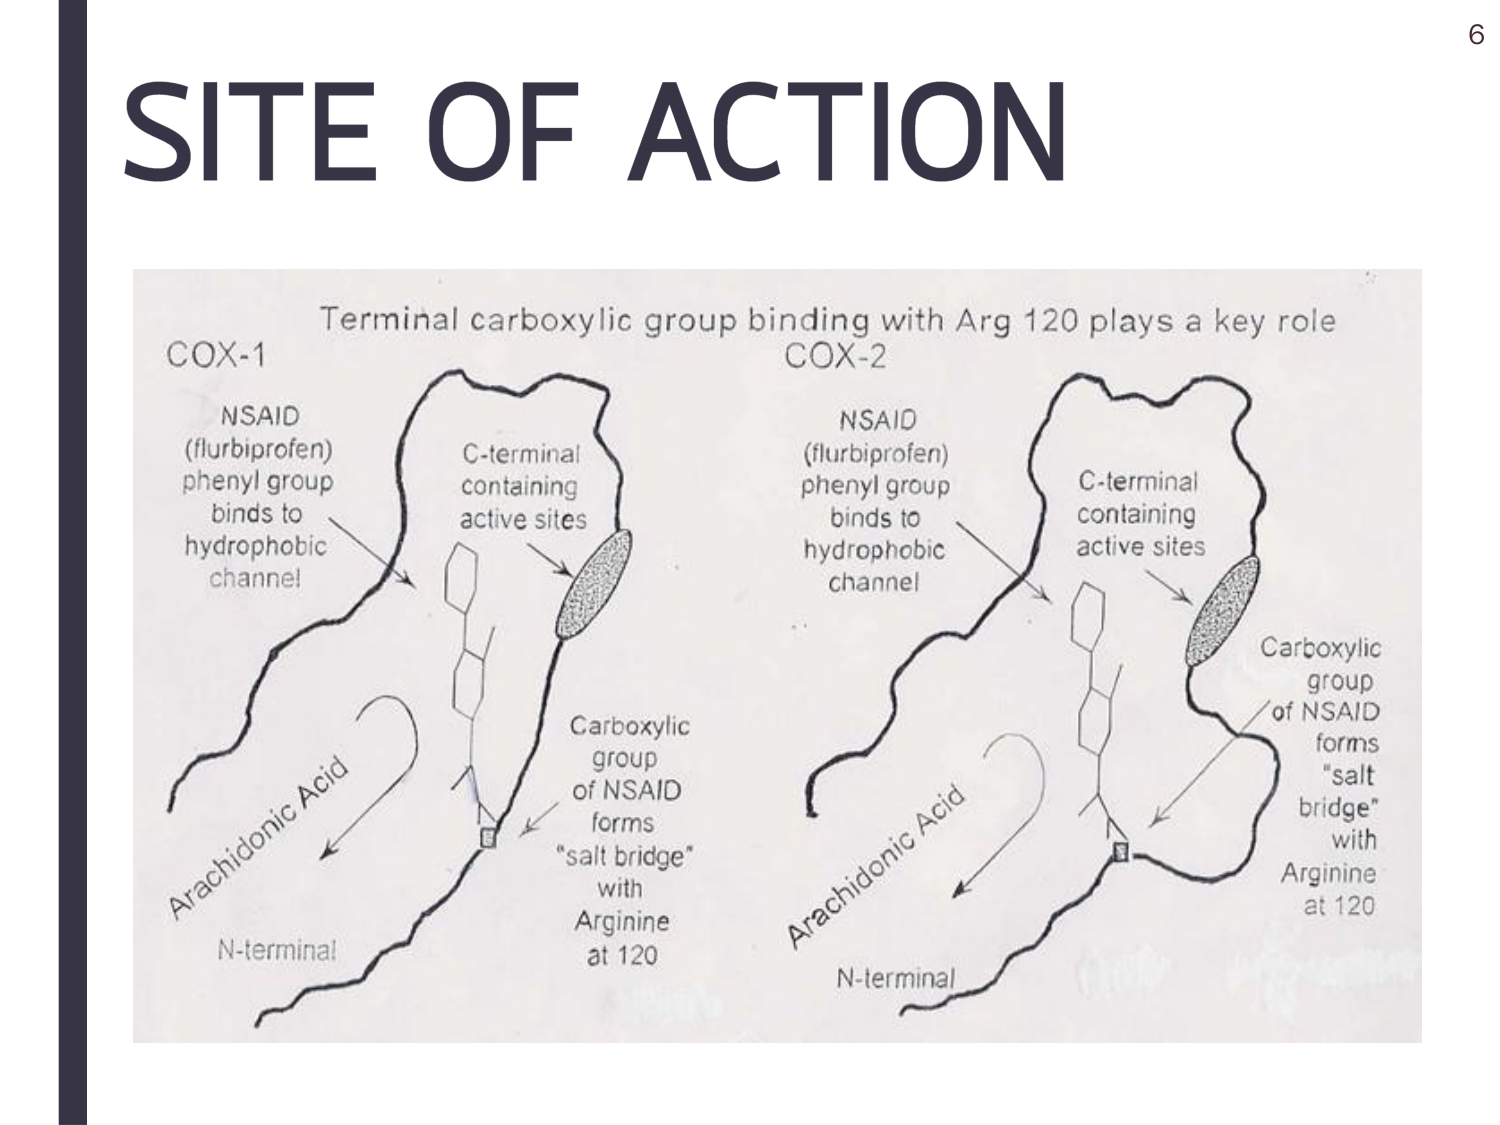 6
SITE OF ACTION
Terminal carboxylic group binding with Arg 120 plays a key role
COX-1
NSAID
(flurbiprofen)
phenyl group
binds to
hydrophobic
channel
C-terminal
containing
active sites
Carboxylic
group
of NSAID
forms
"salt bridge"
with
Arginine
at 120
Arachidonic Acid
N-terminal
COX-2
NSAID
(flurbiprofen)
phenyl group
binds to
hydrophobic
channel
C-terminal
containing
active sites
Carboxylic
group
of NSAID
forms
"salt
bridge"
with
Arginine
at 120
Arachidonic Acid
N-terminal